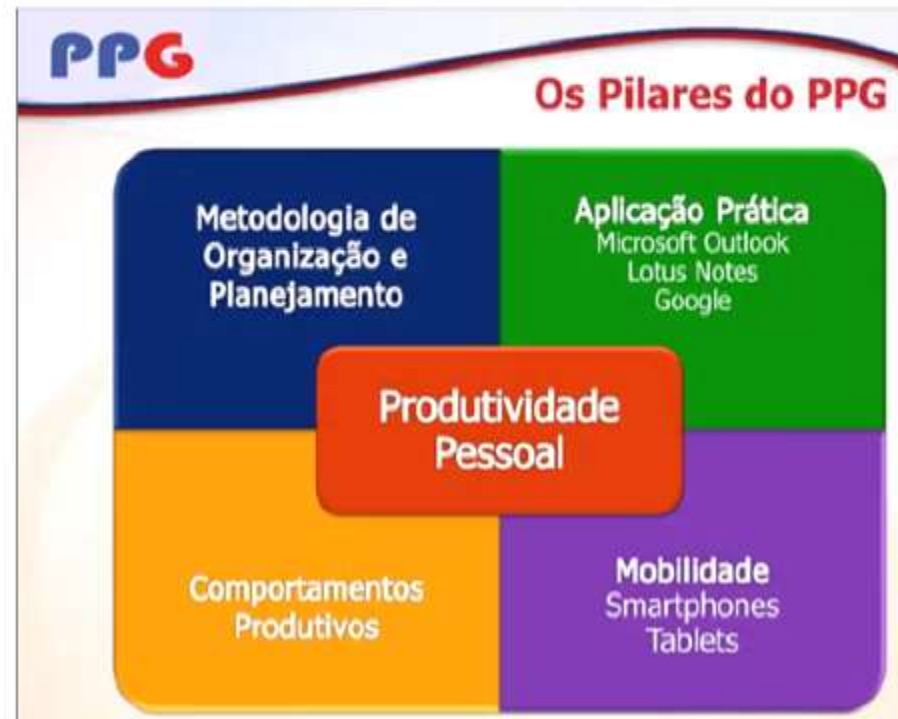 PPG
Os Pilares do PPG
Metodologia de
Organização e
Planejamento
Aplicação Prática
Microsoft Outlook
Lotus Notes
Google
Produtividade
Pessoal
Comportamentos
Produtivos
Mobilidade
Smartphones
Tablets